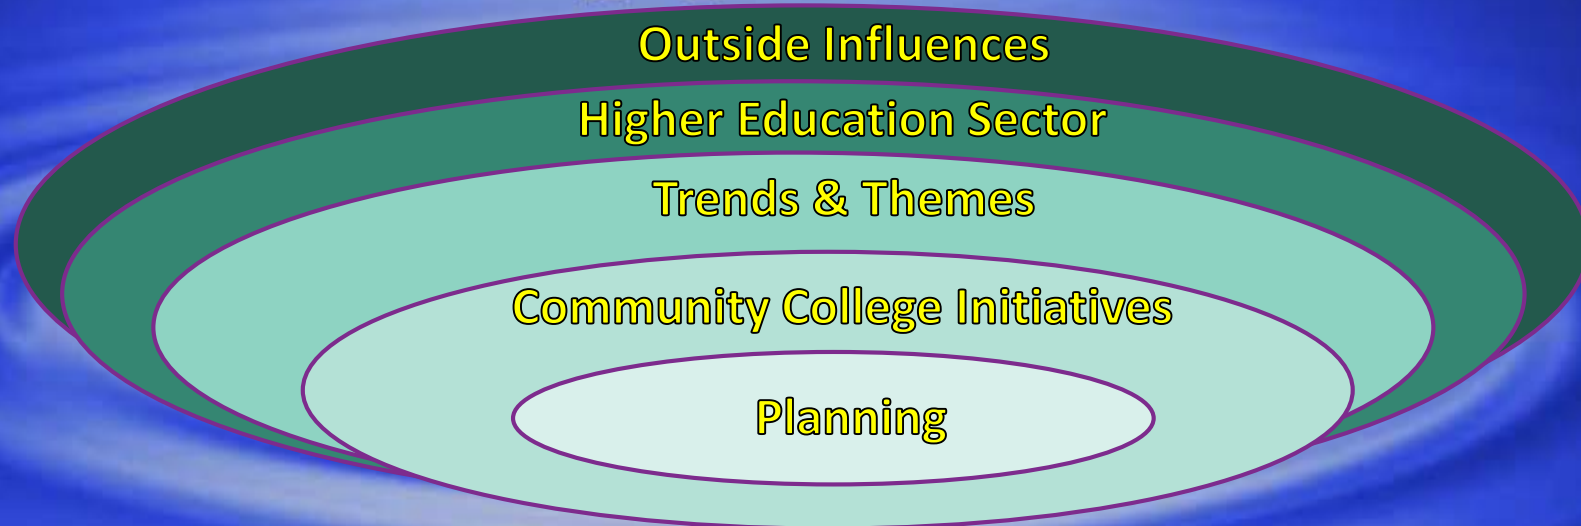 Outside Influences
Higher Education Sector
Trends & Themes
Community College Initiatives
Planning